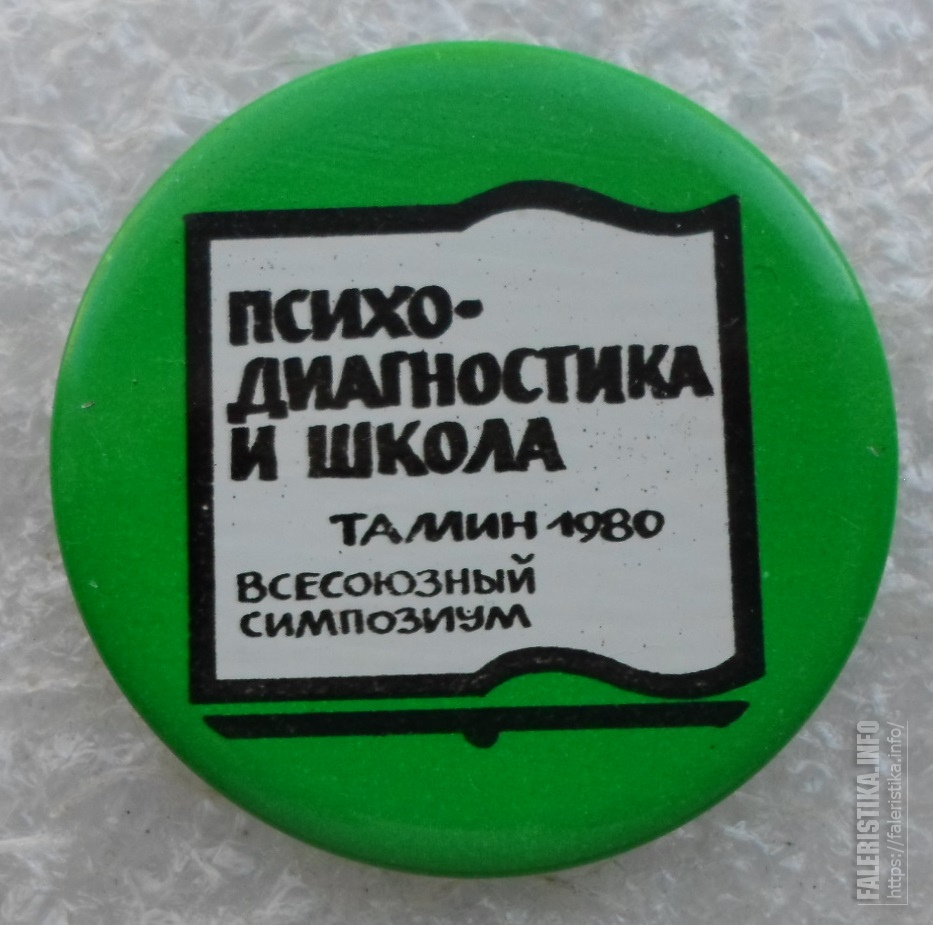 ПСИХО-
ДИАГНОСТИКА
И ШКОЛА
ТАЛЛИН 1980
ВСЕСОЮЗНЫЙ
СИМПОЗИУМ
FALERISTIKA.INFO
https://faleristika.info/